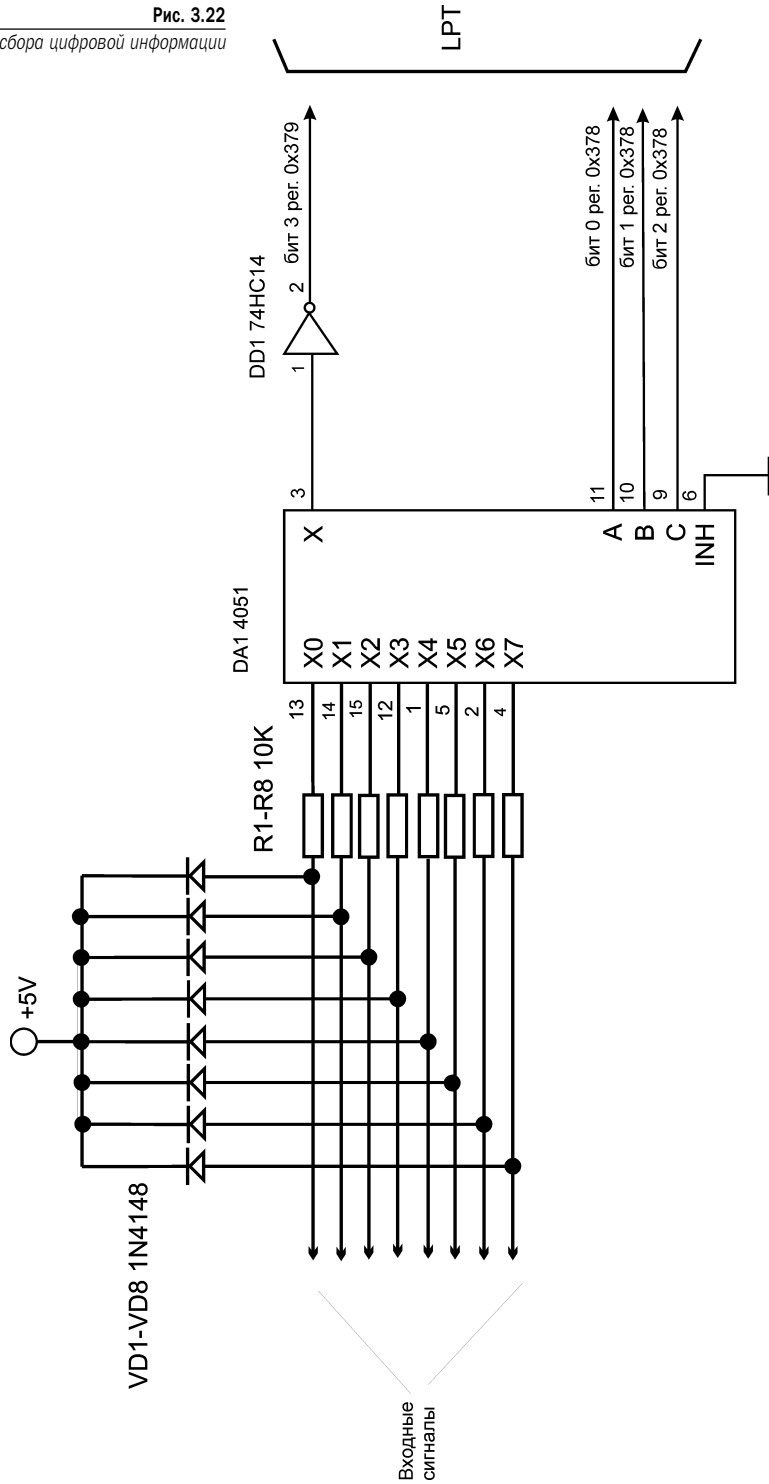 Рис. 3.22
сбора цифровой информации
LPT
бит 3 рег. 0x379
бит 0 рег. 0x378
бит 1 рег. 0x378
бит 2 рег. 0x378
DD1 74HC14
2
1
3
11
10
9
6
X
A
B
C
INH
DA1 4051
X0
X1
X2
X3
X4
X5
X6
X7
13
14
15
12
1
5
2
4
R1-R8 10K
+5V
VD1-VD8 1N4148
Входные
сигналы